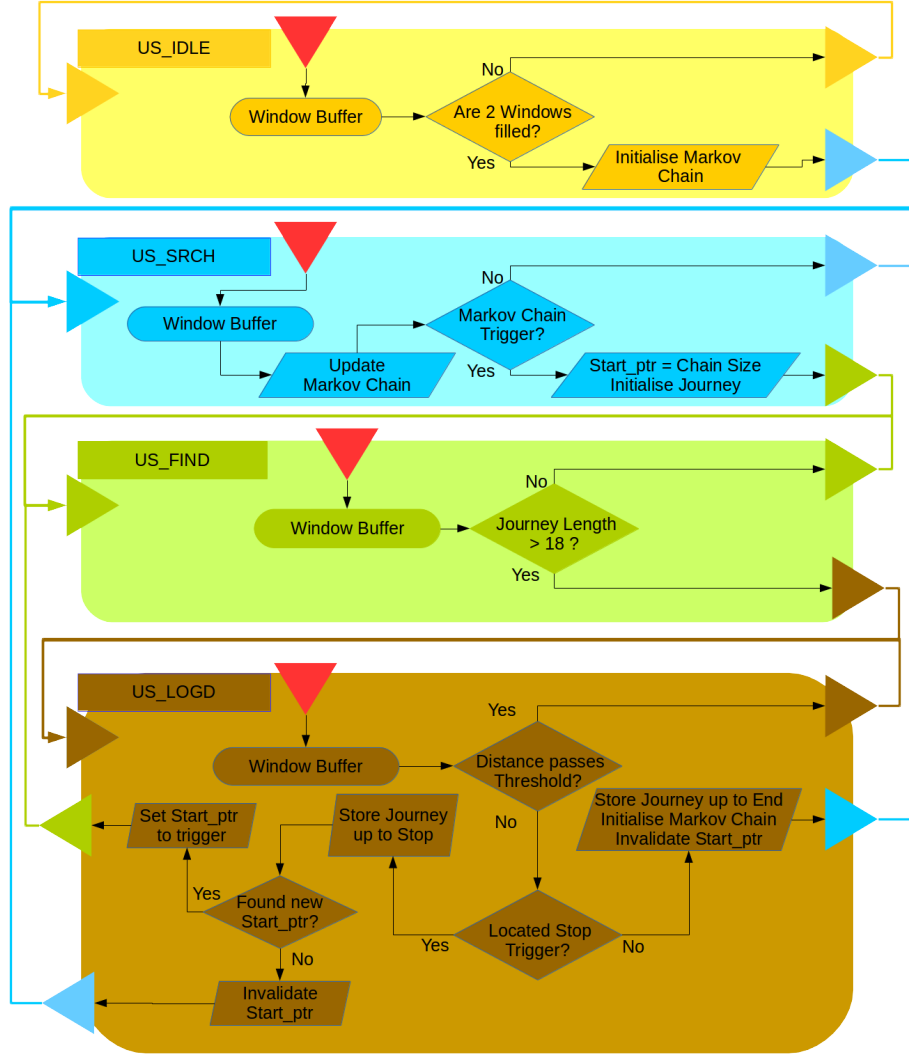 US_IDLE
Window Buffer
Are 2 Windows
filled?
No
Yes
Initialise Markov
Chain
US_SRCH
Window Buffer
Update
Markov Chain
Markov Chain
Trigger?
No
Yes
Start_ptr = Chain Size
Initialise Journey
US_FIND
Window Buffer
Journey Length
> 18 ?
No
Yes
US_LOGD
Window Buffer
Distance passes
Threshold?
Yes
No
Located Stop
Trigger?
Yes
No
Store Journey up to End
Initialise Markov Chain
Invalidate Start_ptr
Store Journey
up to Stop
Found new
Start_ptr?
Yes
No
Set Start_ptr
to trigger
Invalidate
Start_ptr